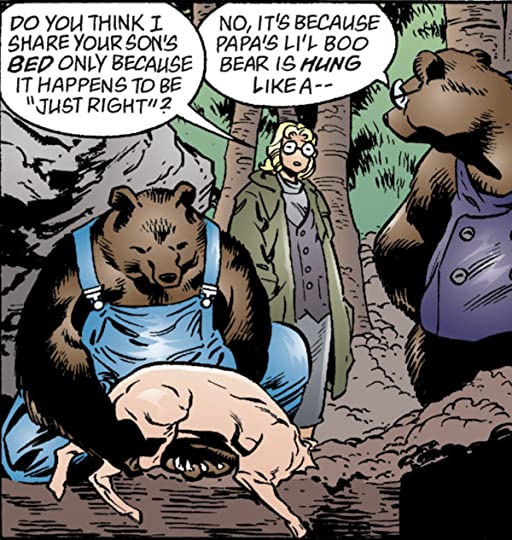 DO YOU THINK I
SHARE YOUR SON'S
BED ONLY BECAUSE
IT HAPPENS TO BE
"JUST RIGHT"?
NO, IT'S BECAUSE
PAPA'S LI'L BOO
BEAR IS HUNG
LIKE A--